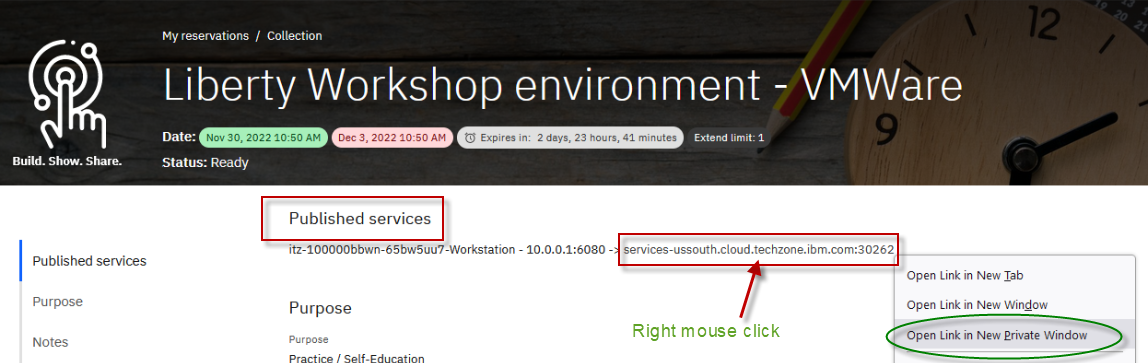 My reservations / Collection
Liberty Workshop environment - VMWare
Date: Nov 30, 2022 10:50 AM Dec 3, 2022 10:50 AM Expires in: 2 days, 23 hours, 41 minutes Extend limit: 1
Build. Show. Share.
Status: Ready
12
9
Published services
itz-100000bbwn-65bw5uu7-Workstation - 10.0.0.1:6080 -> services-ussouth.cloud.techzone.ibm.com:30262
Published services
Purpose
Notes
Purpose
Purpose
Practice / Self-Education
Right mouse click
Open Link in New Tab
Open Link in New Window
Open Link in New Private Window